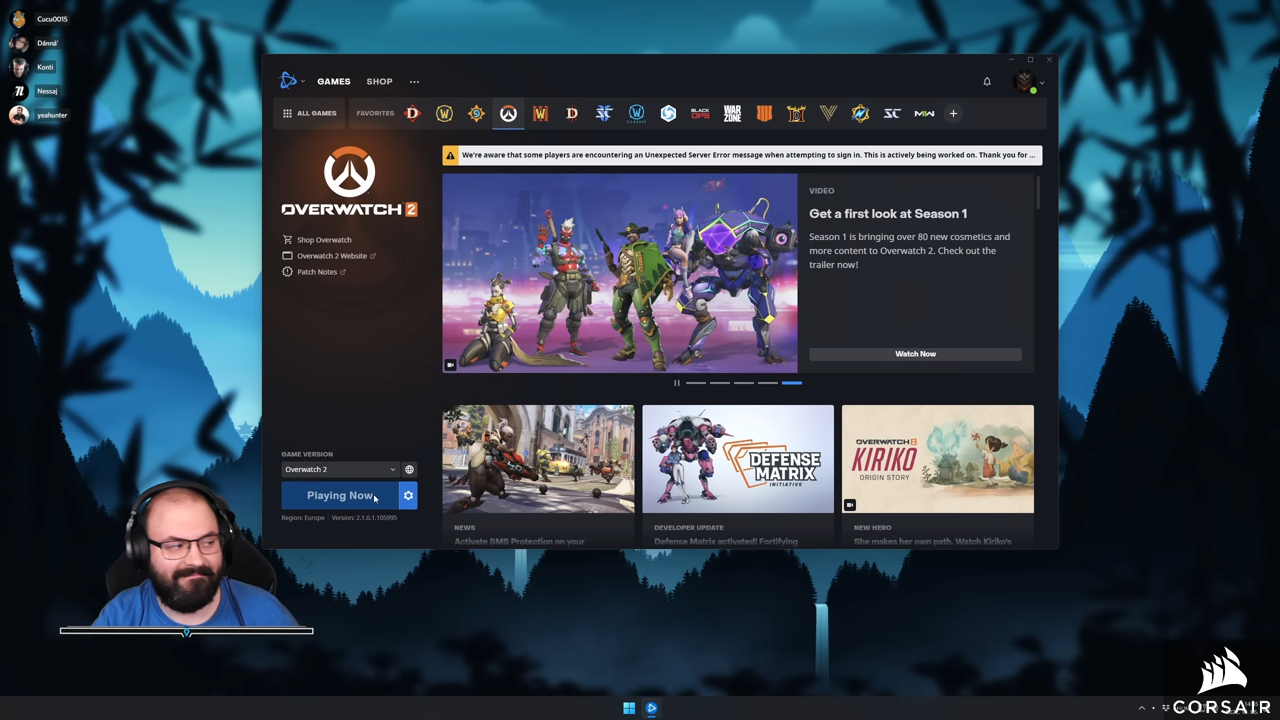 Cucu0015
Dánná'
Konti
Nessaj
yeahunter
GAMES
SHOP
ALL GAMES
FAVORITES
BLACK OPS
WAR ZONE
SC
MW
We're aware that some players are encountering an Unexpected Server Error message when attempting to sign in. This is actively being worked on. Thank you for ...
OVERWATCH 2
Shop Overwatch
Overwatch 2 Website
Patch Notes
VIDEO
Get a first look at Season 1
Season 1 is bringing over 80 new cosmetics and
more content to Overwatch 2. Check out the
trailer now!
Watch Now
DEFENSE
MATRIX
INITIATIVE
OVERWATCH 2
KIRIKO
ORIGIN STORY
GAME VERSION
Overwatch 2
Playing Now
Region: Europe
Version: 2.1.0.1.105995
NEWS
Activate SMS Protection on your
DEVELOPER UPDATE
Defense Matrix activated! Fortifying
NEW HERO
She makes her own path. Watch Kiriko's
CORSAIR